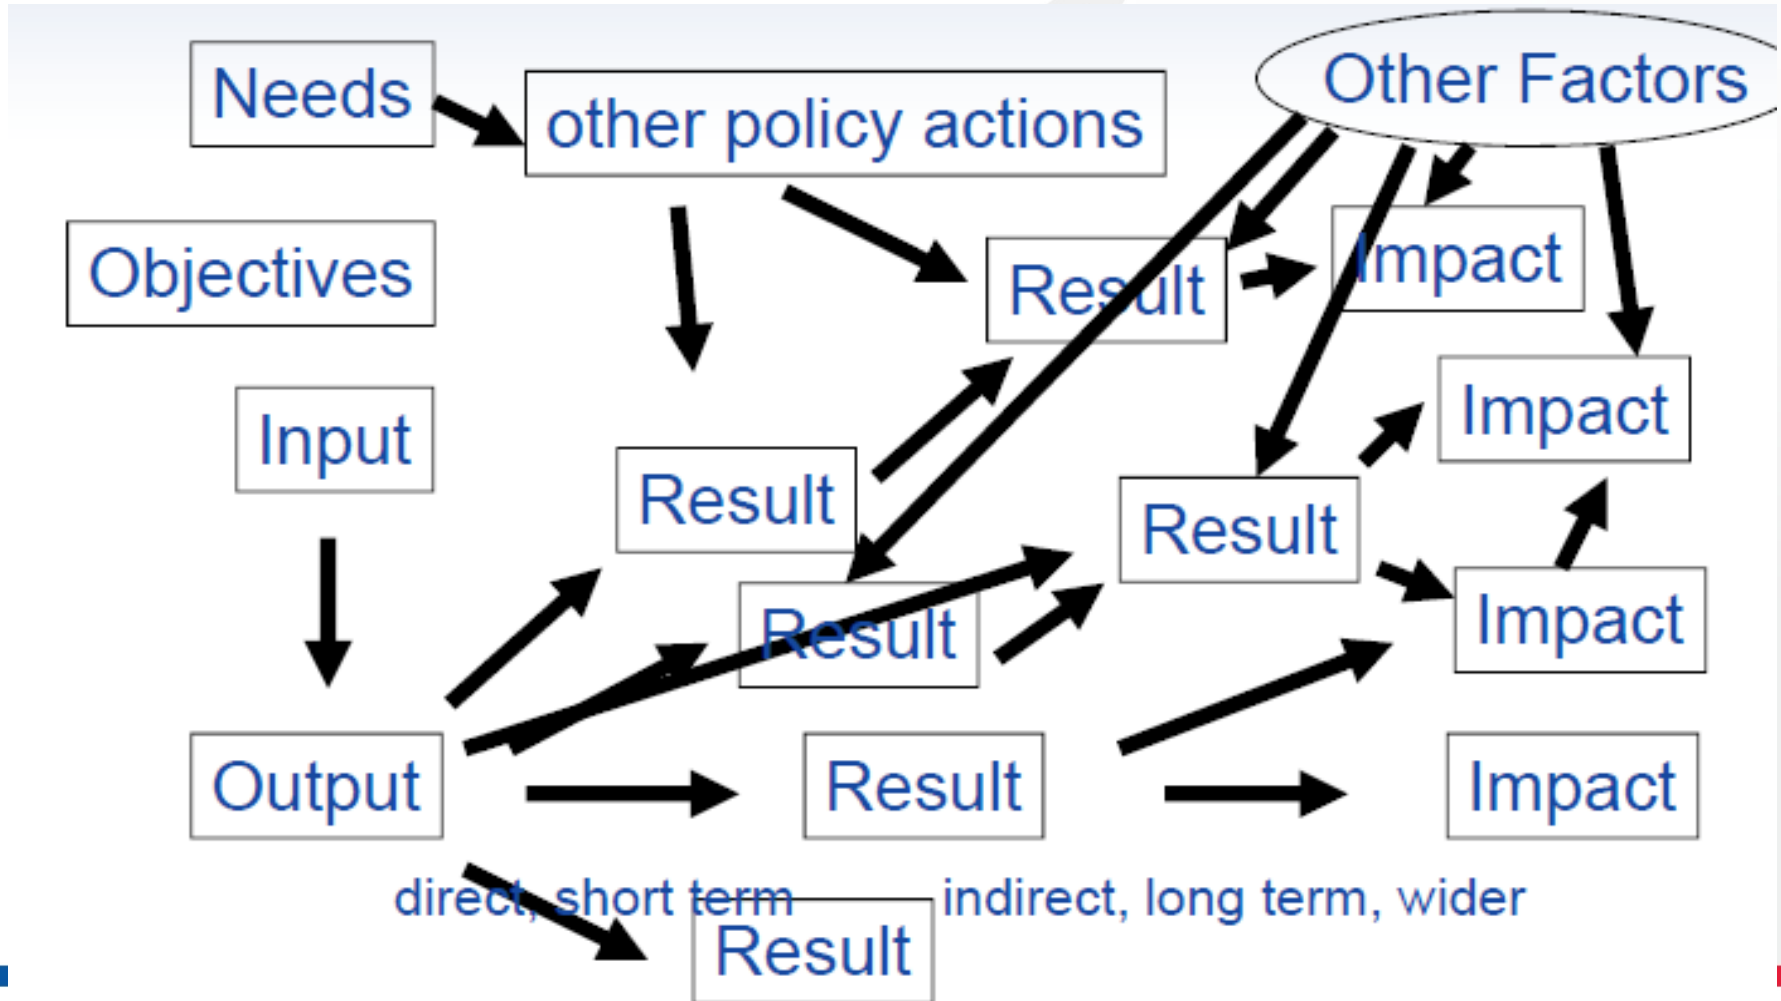 Needs
other policy actions
Other Factors
Objectives
Result
Impact
Input
Impact
Result
Result
Result
Impact
Output
Result
Impact
direct, short term
indirect, long term, wider
Result